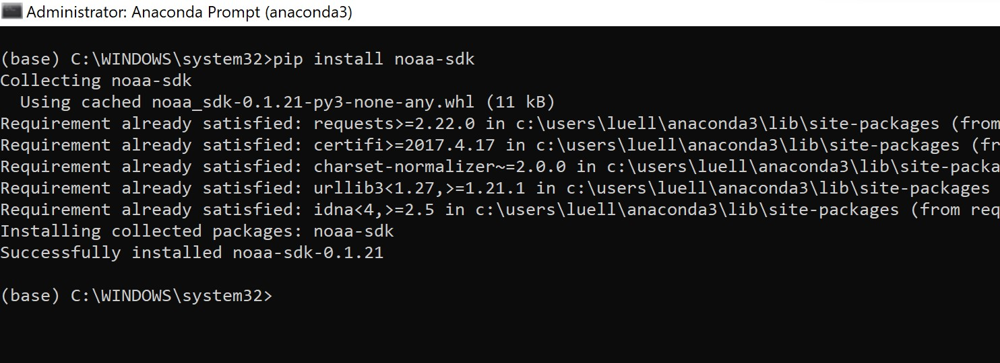 Administrator: Anaconda Prompt (anaconda3)
(base) C:\WINDOWS\system32>pip install noaa-sdk
Collecting noaa-sdk
  Using cached noaa_sdk-0.1.21-py3-none-any.whl (11 kB)
Requirement already satisfied: requests>=2.22.0 in c:\users\luell\anaconda3\lib\site-packages (from
Requirement already satisfied: certifi>=2017.4.17 in c:\users\luell\anaconda3\lib\site-packages (fr
Requirement already satisfied: charset-normalizer~=2.0.0 in c:\users\luell\anaconda3\lib\site-packa
Requirement already satisfied: urllib3<1.27,>=1.21.1 in c:\users\luell\anaconda3\lib\site-packages
Requirement already satisfied: idna<4,>=2.5 in c:\users\luell\anaconda3\lib\site-packages (from req
Installing collected packages: noaa-sdk
Successfully installed noaa-sdk-0.1.21
(base) C:\WINDOWS\system32>